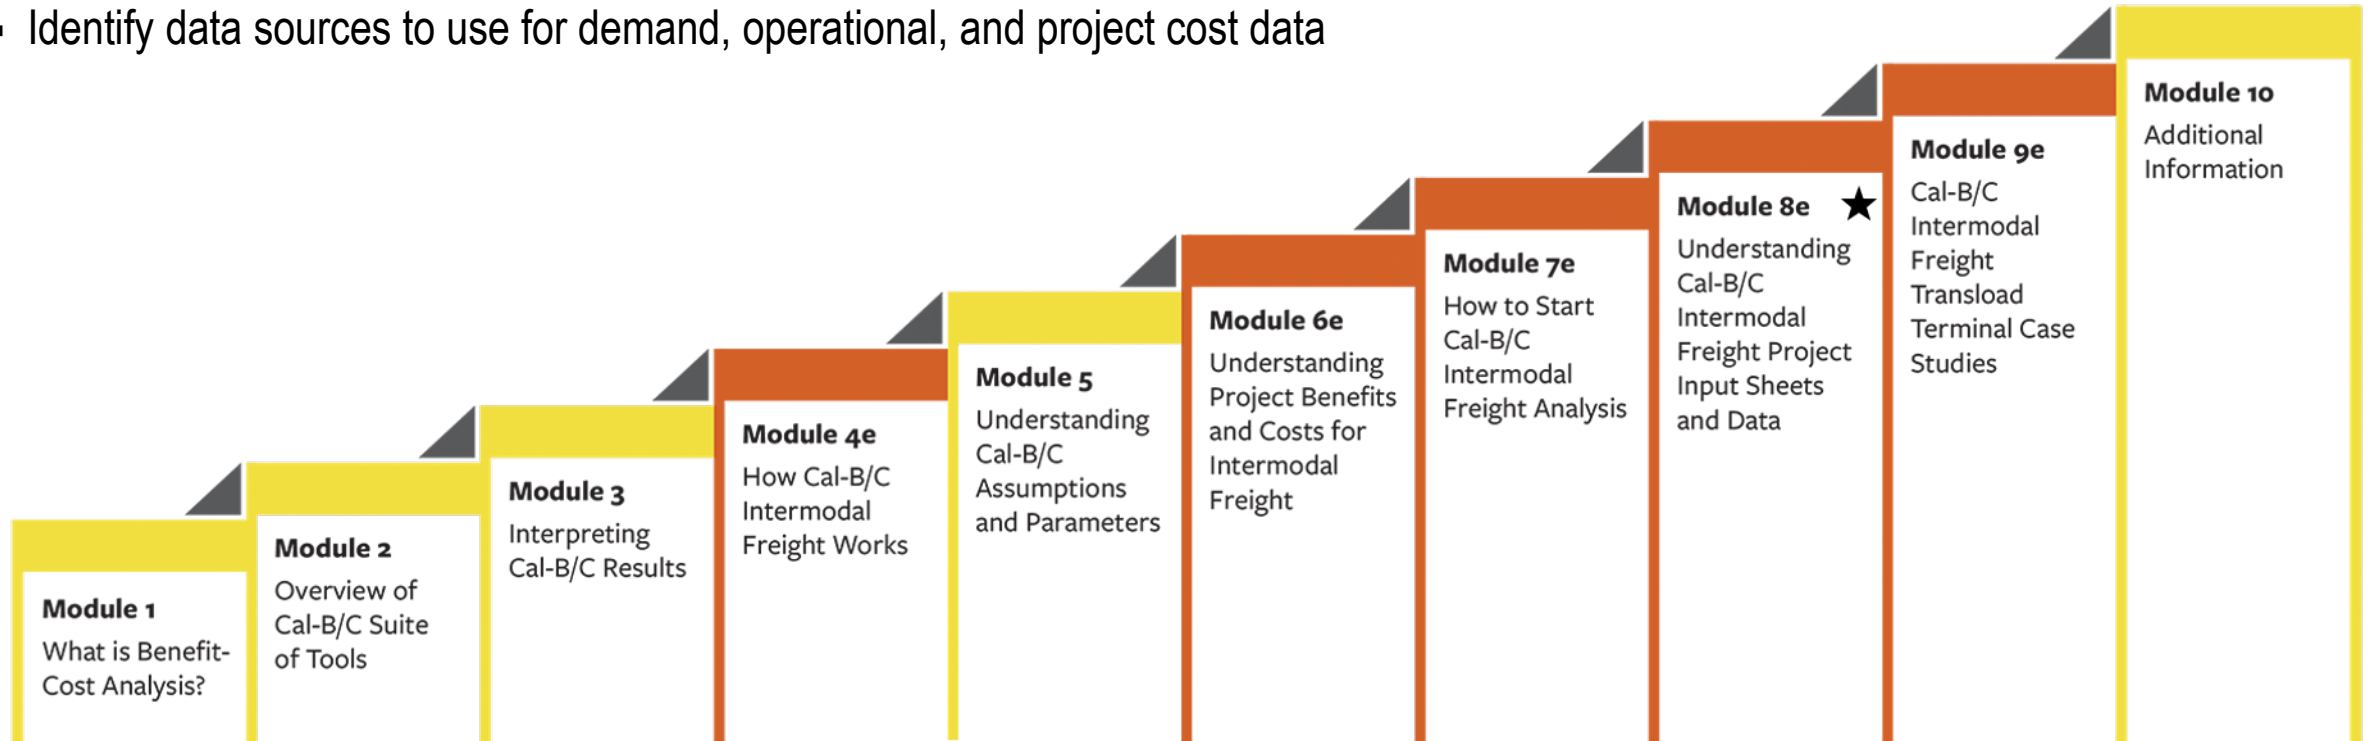 Identify data sources to use for demand, operational, and project cost data
Module 1
What is Benefit-
Cost Analysis?
Module 2
Overview of
Cal-B/C Suite
of Tools
Module 3
Interpreting
Cal-B/C Results
Module 4e
How Cal-B/C
Intermodal
Freight Works
Module 5
Understanding
Cal-B/C
Assumptions
and Parameters
Module 6e
Understanding
Project Benefits
and Costs for
Intermodal
Freight
Module 7e
How to Start
Cal-B/C
Intermodal
Freight Analysis
Module 8e
Understanding
Cal-B/C
Intermodal
Freight Project
Input Sheets
and Data
Module 9e
Cal-B/C
Intermodal
Freight
Transload
Terminal Case
Studies
Module 10
Additional
Information